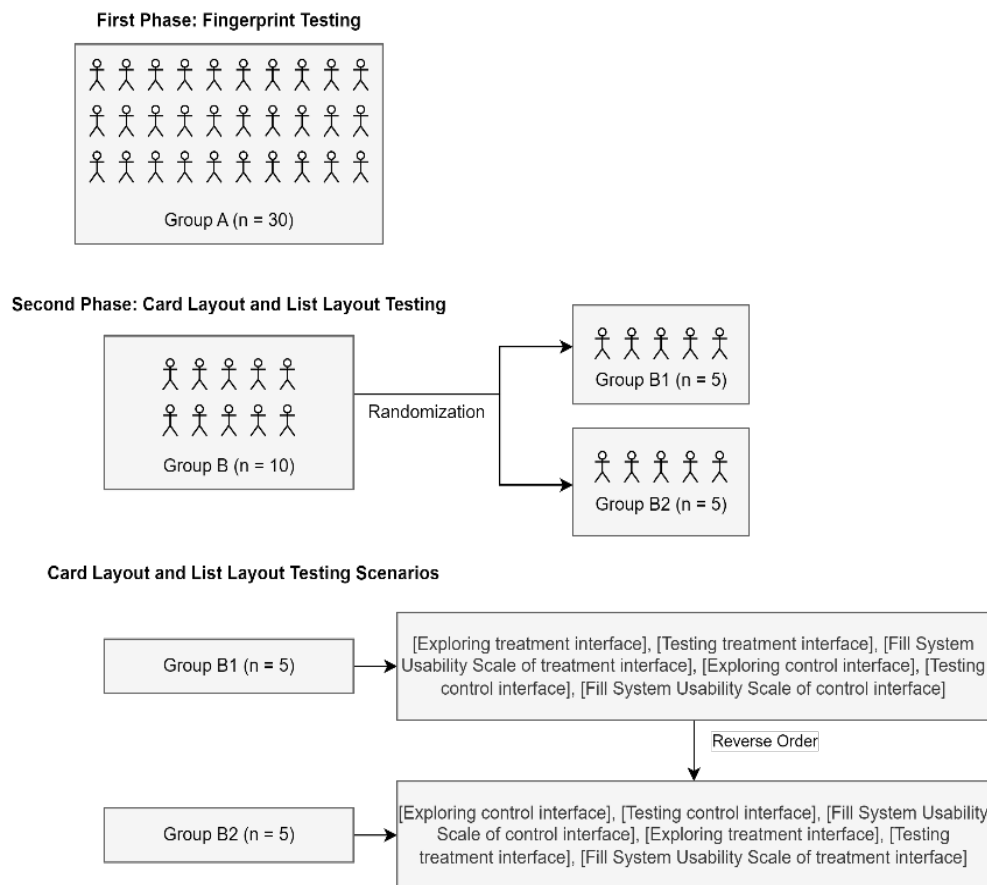 First Phase: Fingerprint Testing
Group A (n = 30)
Second Phase: Card Layout and List Layout Testing
Group B (n = 10)
Randomization
Group B1 (n = 5)
Group B2 (n = 5)
Card Layout and List Layout Testing Scenarios
Group B1 (n = 5)
[Exploring treatment interface], [Testing treatment interface], [Fill System
Usability Scale of treatment interface], [Exploring control interface], [Testing
control interface], [Fill System Usability Scale of control interface]
Reverse Order
Group B2 (n = 5)
[Exploring control interface], [Testing control interface], [Fill System Usability
Scale of control interface], [Exploring treatment interface], [Testing
treatment interface], [Fill System Usability Scale of treatment interface]